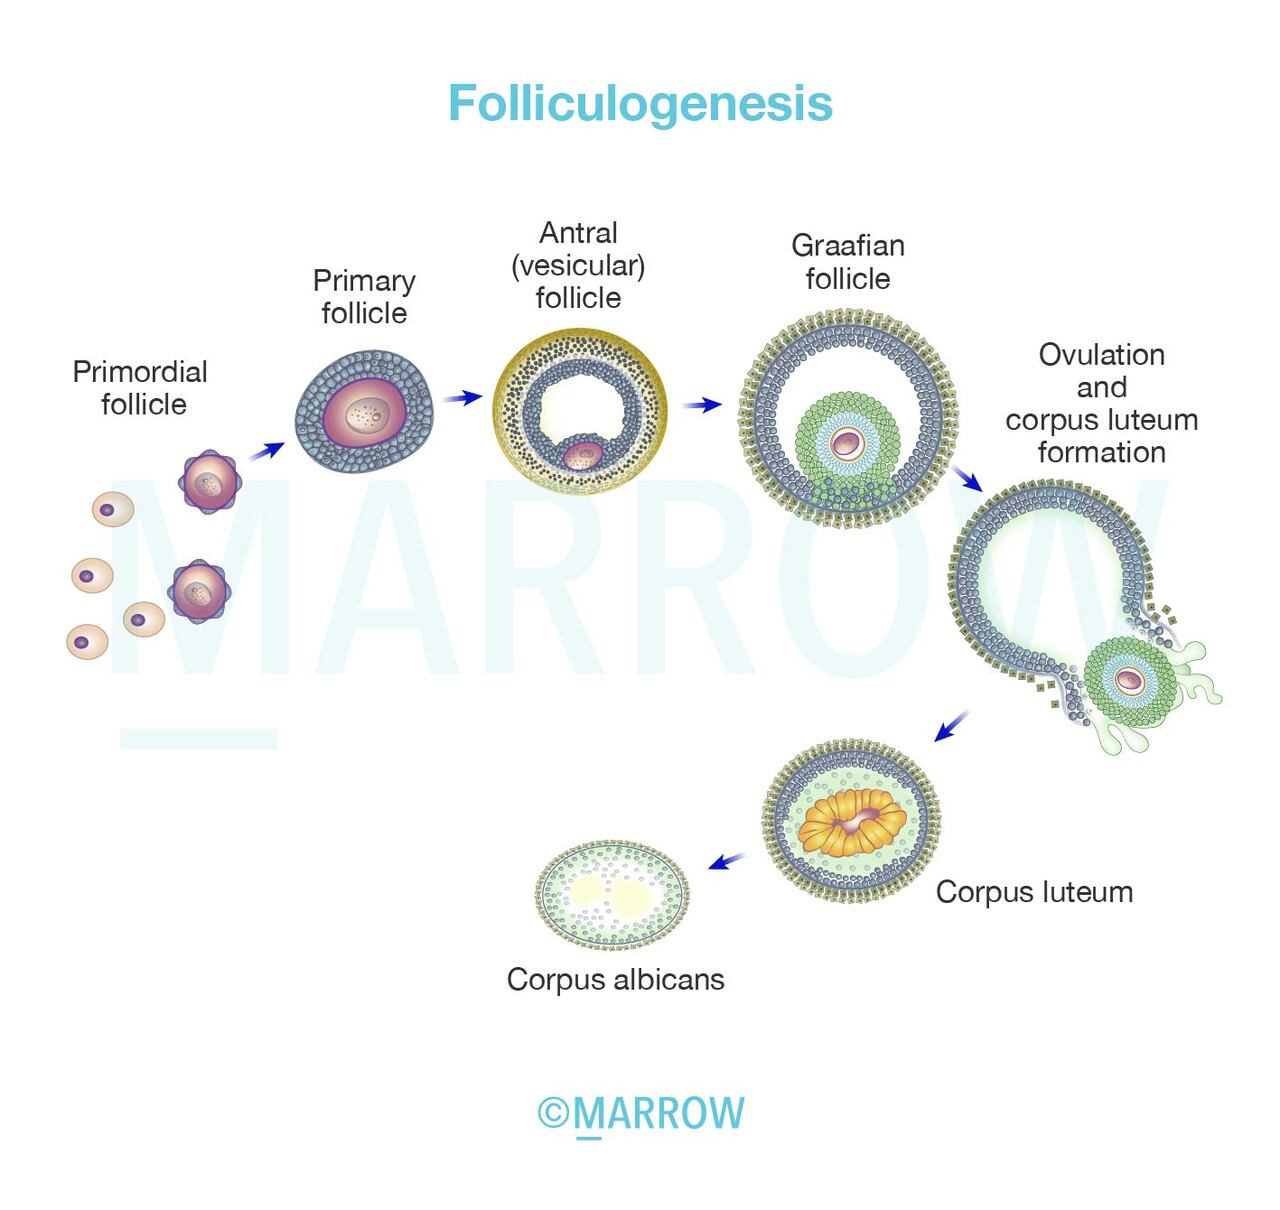 Folliculogenesis
Primordial
follicle
Primary
follicle
Antral
(vesicular)
follicle
Graafian
follicle
Ovulation
and
corpus luteum
formation
MARROW
Corpus luteum
Corpus albicans
©MARROW